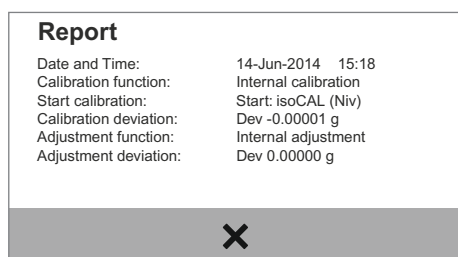 Report
Date and Time: 14-Jun-2014 15:18
Calibration function: Internal calibration
Start calibration: Start: isoCAL (Niv)
Calibration deviation: Dev -0.00001 g
Adjustment function: Internal adjustment
Adjustment deviation: Dev 0.00000 g